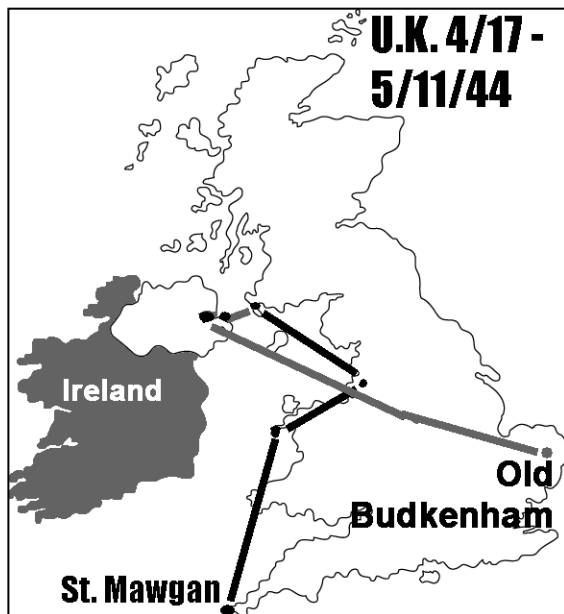 U.K. 4/17 -
5/11/44
Ireland
Old
Budkenham
St. Mawgan